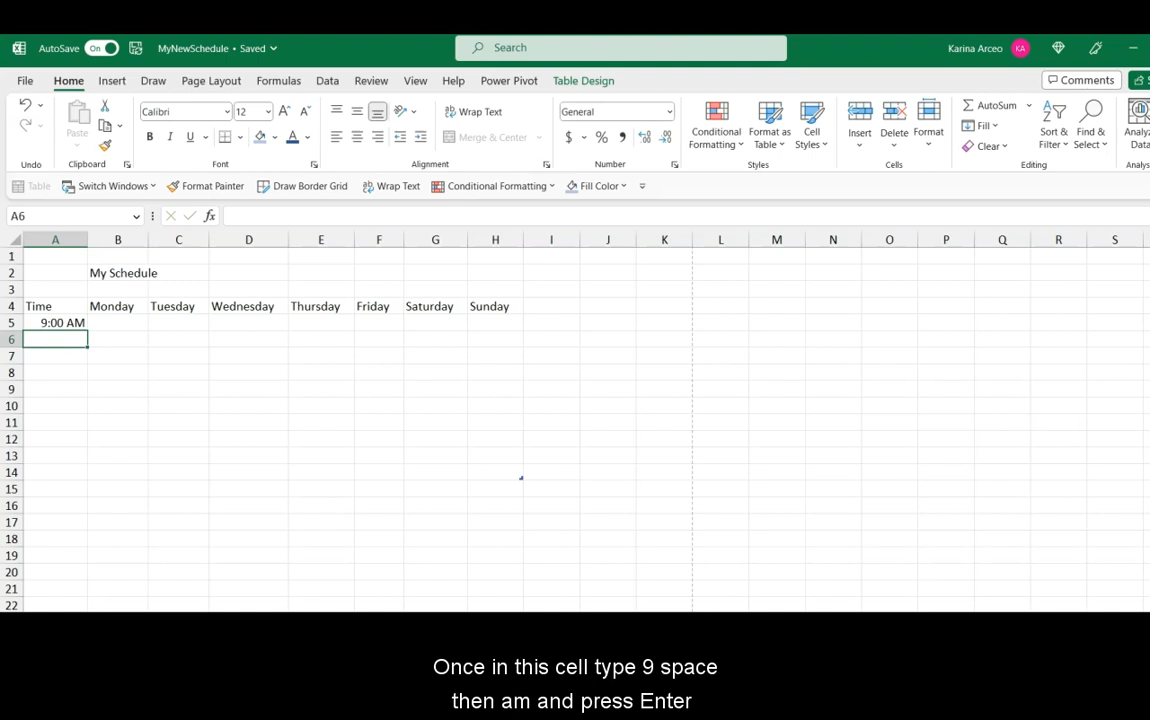 AutoSave On MyNewSchedule • Saved Search Karina Arceo KA
File Home Insert Draw Page Layout Formulas Data Review View Help Power Pivot Table Design Comments
Calibri 12 Wrap Text General AutoSum
Paste Conditional Format as Cell Insert Delete Format Fill Sort & Find &
B I U A Merge & Center $ % Formatting Table Styles Clear Filter Select
Undo Clipboard Font Alignment Number Styles Cells Editing
Table Switch Windows Format Painter Draw Border Grid Wrap Text Conditional Formatting Fill Color
A6 fx
A B C D E F G H I J K L M N O P Q R S
1
2 My Schedule
3
4 Time Monday Tuesday Wednesday Thursday Friday Saturday Sunday
5 9:00 AM
6
7
8
9
10
11
12
13
14
15
16
17
18
19
20
21
22
Once in this cell type 9 space
then am and press Enter